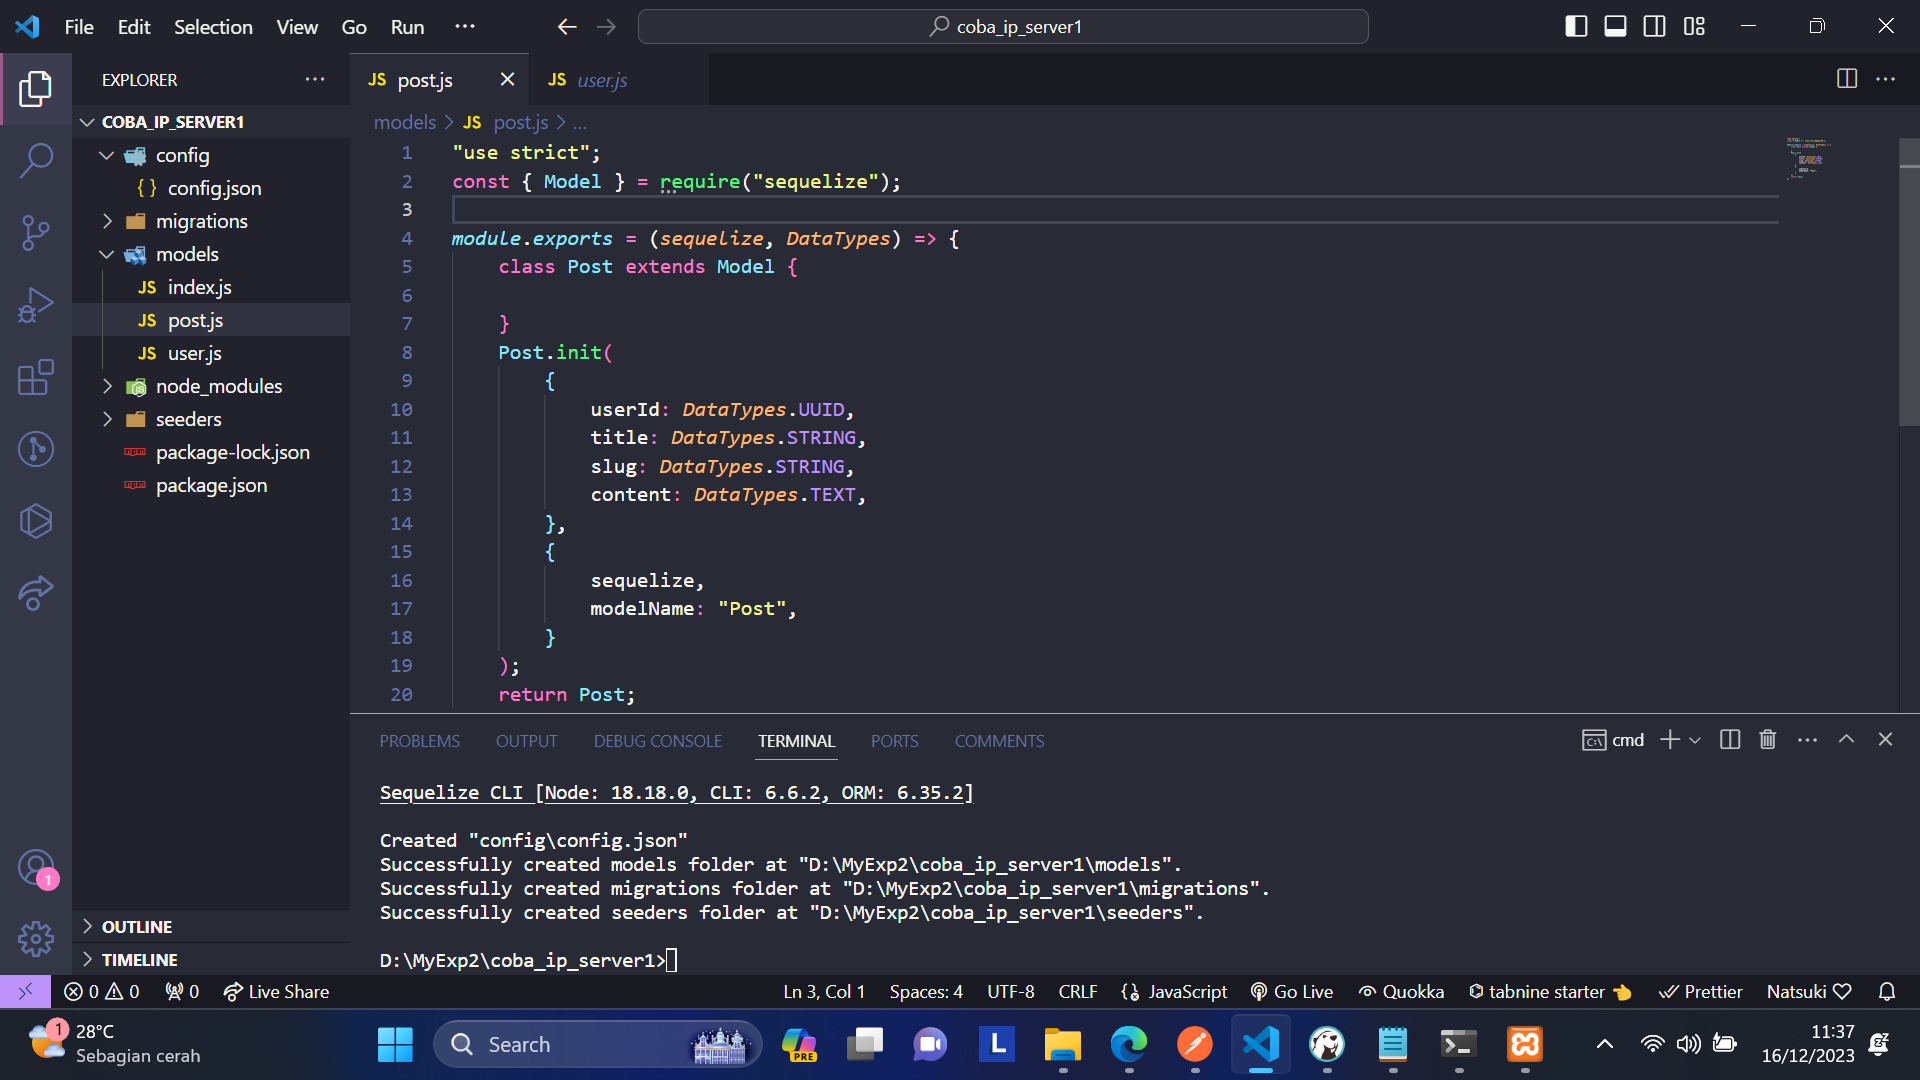 File Edit Selection View Go Run ···
coba_ip_server1
EXPLORER
JS post.js
JS user.js
COBA_IP_SERVER1
models > JS post.js > ...
config
{ } config.json
migrations
models
JS index.js
JS post.js
JS user.js
node_modules
seeders
package-lock.json
package.json
OUTLINE
TIMELINE
1 "use strict";
2 const { Model } = require("sequelize");
3
4 module.exports = (sequelize, DataTypes) => {
5 class Post extends Model {
6
7 }
8 Post.init(
9 {
10 userId: DataTypes.UUID,
11 title: DataTypes.STRING,
12 slug: DataTypes.STRING,
13 content: DataTypes.TEXT,
14 },
15 {
16 sequelize,
17 modelName: "Post",
18 }
19 );
20 return Post;
PROBLEMS OUTPUT DEBUG CONSOLE TERMINAL PORTS COMMENTS
cmd
Sequelize CLI [Node: 18.18.0, CLI: 6.6.2, ORM: 6.35.2]
Created "config\config.json"
Successfully created models folder at "D:\MyExp2\coba_ip_server1\models".
Successfully created migrations folder at "D:\MyExp2\coba_ip_server1\migrations".
Successfully created seeders folder at "D:\MyExp2\coba_ip_server1\seeders".
D:\MyExp2\coba_ip_server1>
1
0 0 0 Live Share
Ln 3, Col 1 Spaces: 4 UTF-8 CRLF JavaScript Go Live Quokka tabnine starter 👈 Prettier Natsuki ♡
1
28°C
Sebagian cerah
Search
PRE
L
11:37
16/12/2023